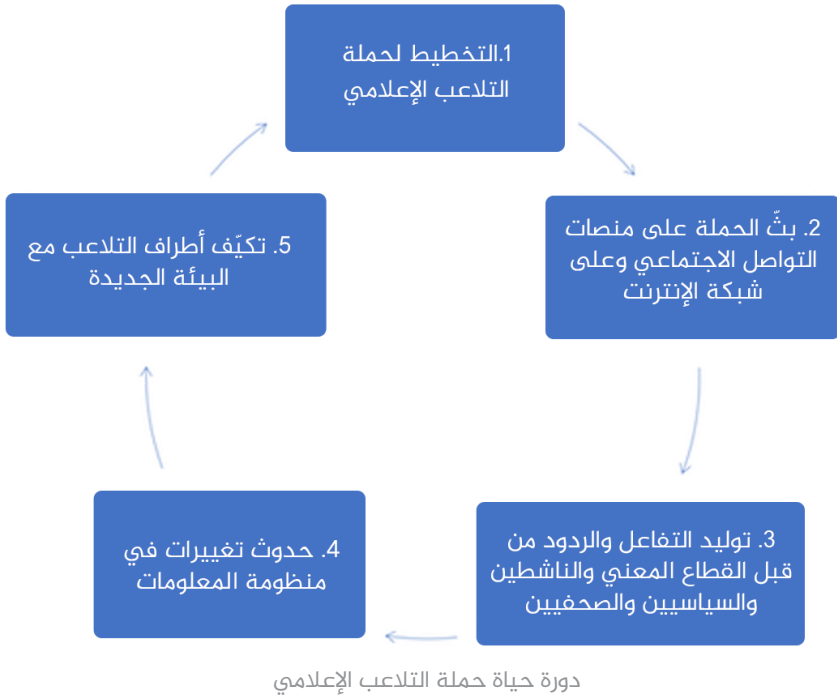 1.التخطيط لحملة
التلاعب الإعلامي
2. بثّ الحملة على منصات
التواصل الاجتماعي وعلى
شبكة الإنترنت
3. توليد التفاعل والردود من
قبل القطاع المعني والناشطين
والسياسيين والصحفيين
4. حدوث تغييرات في
منظومة المعلومات
5. تكيّف أطراف التلاعب مع
البيئة الجديدة
دورة حياة حملة التلاعب الإعلامي